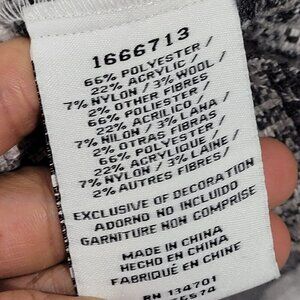 1666713
66% POLYESTER /
22% ACRYLIC /
7% NYLON / 3% WOOL /
2% OTHER FIBRES
66% POLIESTER /
22% ACRILICO /
7% NILON / 3% LANA /
2% OTRAS FIBRAS
66% POLYESTER /
22% ACRYLIQUE /
7% NYLON / 3% LAINE /
2% AUTRES FIBRES /
EXCLUSIVE OF DECORATION
ADORNO NO INCLUIDO
GARNITURE NON COMPRISE
MADE IN CHINA
HECHO EN CHINA
FABRIQUÉ EN CHINE
RN 134701